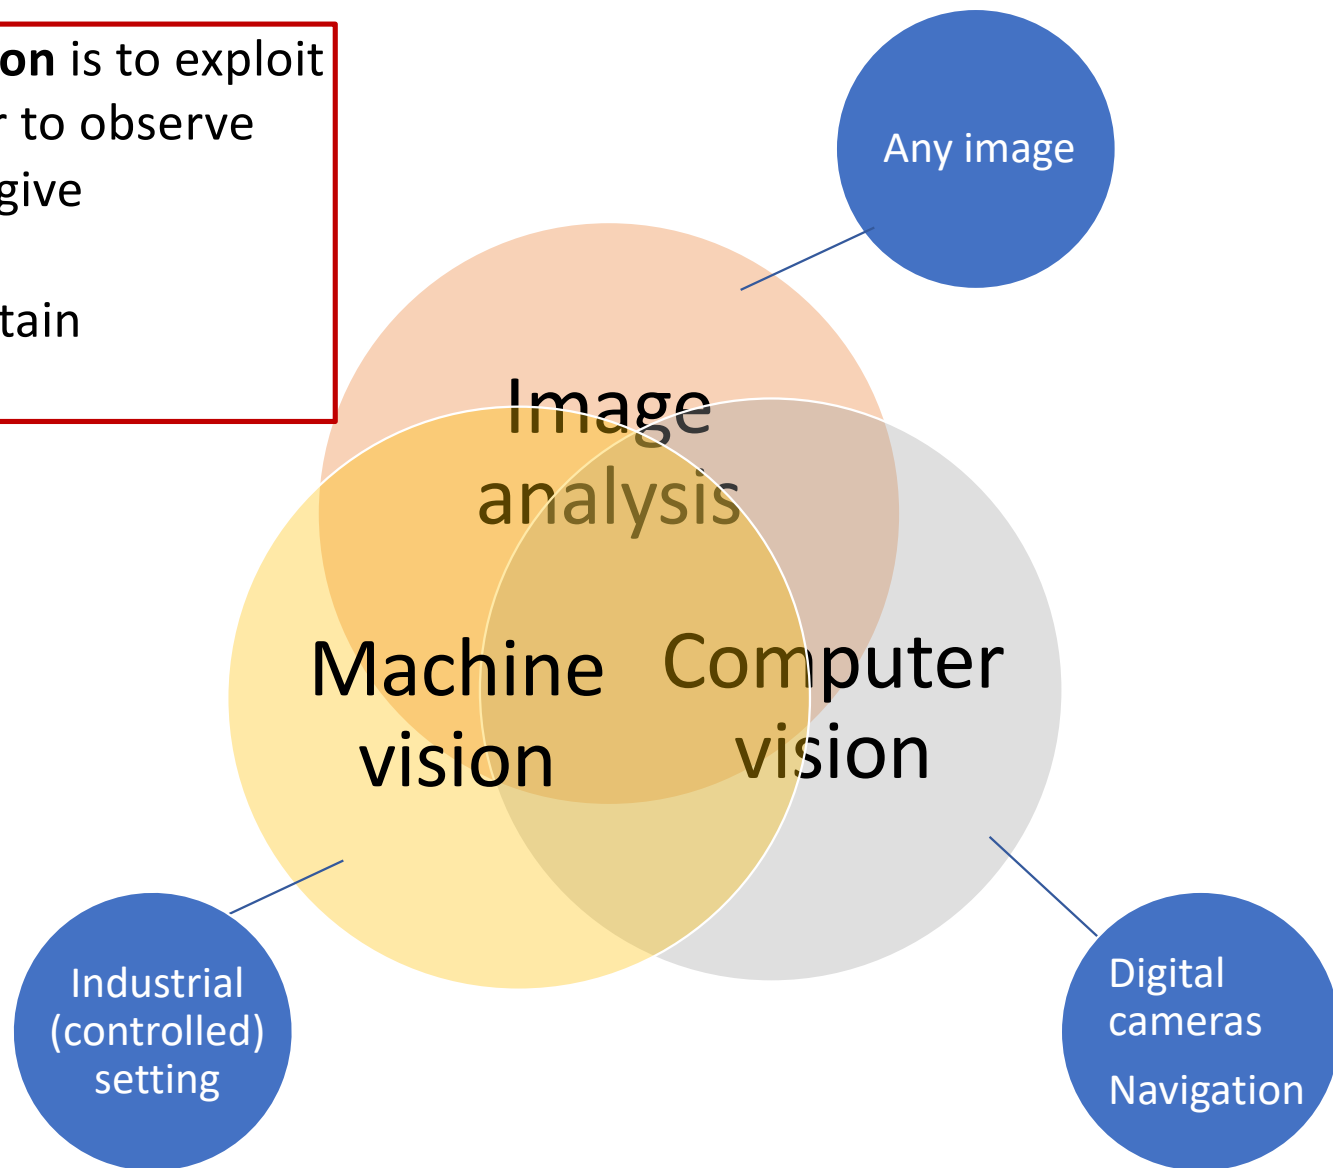 on is to exploit
r to observe
give
tain
Any image
Image
analysis
Machine
vision
Computer
vision
Industrial
(controlled)
setting
Digital
cameras
Navigation